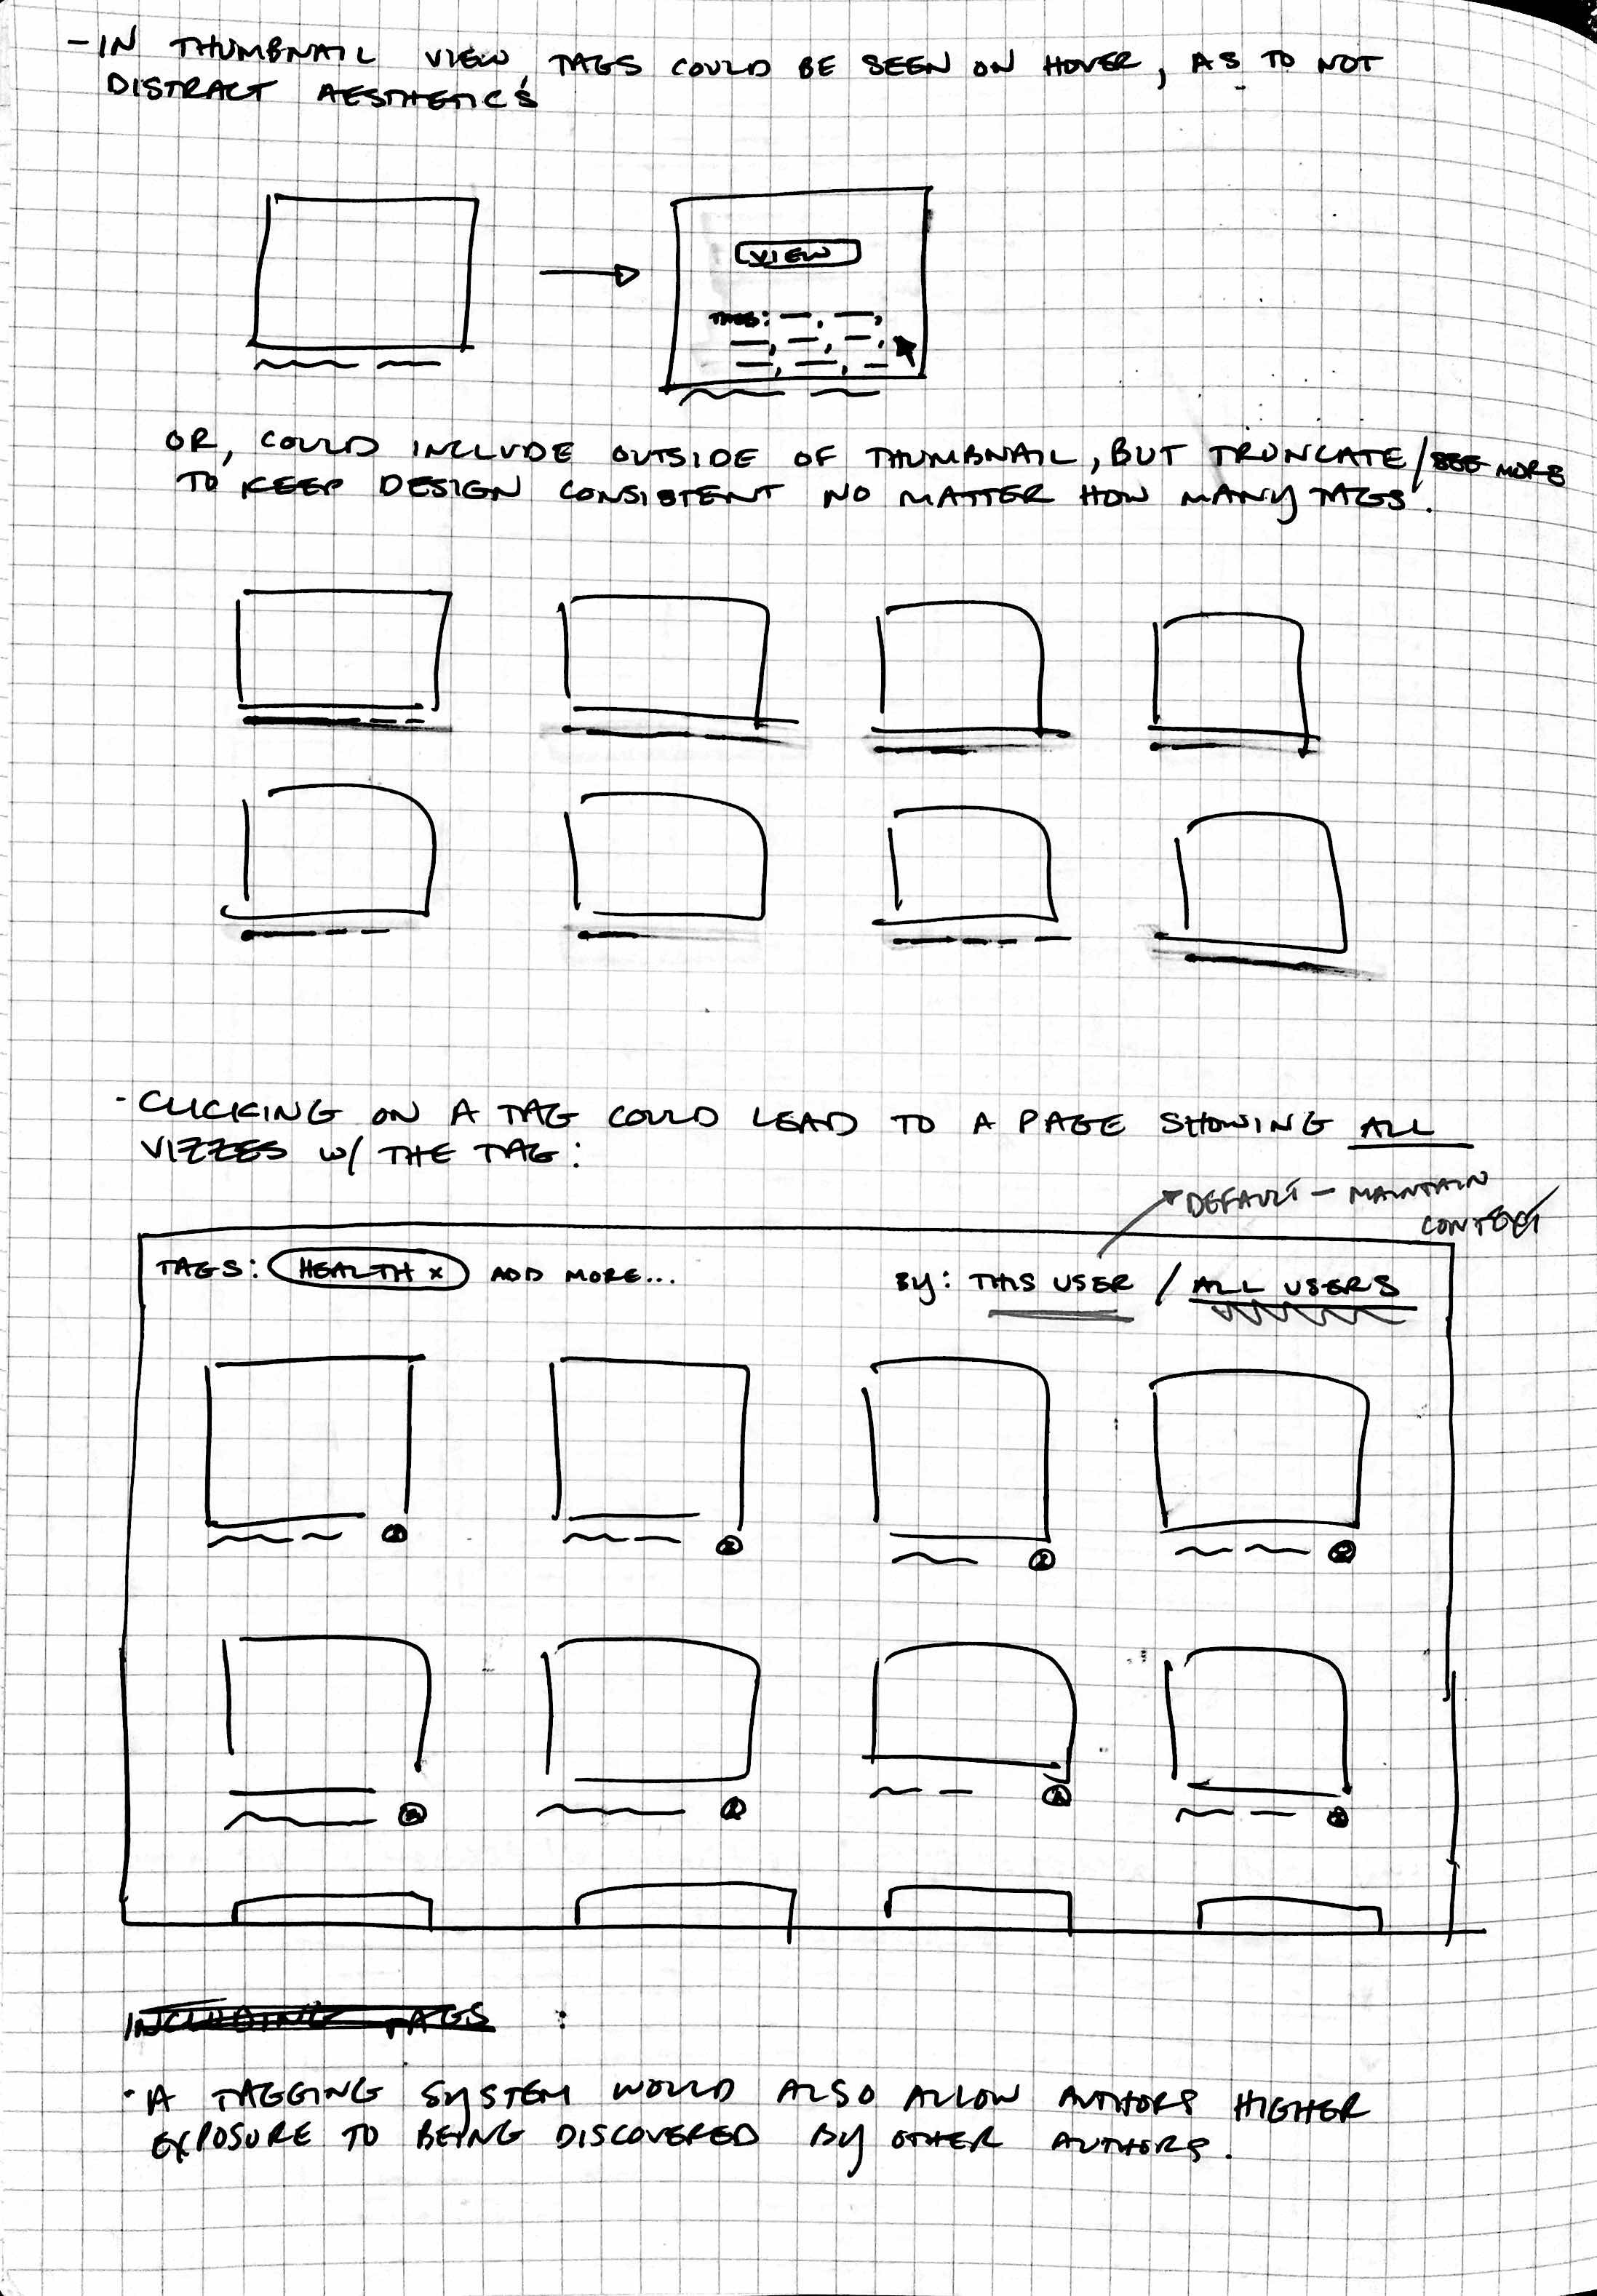 - IN THUMBNAIL VIEW, TAGS COULD BE SEEN ON HOVER, AS TO NOT
DISTRACT AESTHETICS
VIEW
TAGS:
OR, COULD INCLUDE OUTSIDE OF THUMBNAIL, BUT TRUNCATE/SEE MORE
TO KEEP DESIGN CONSISTENT NO MATTER HOW MANY TAGS.
· CLICKING ON A TAG COULD LEAD TO A PAGE SHOWING ALL
VIZZES W/ THE TAG:
DEFAULT - MAINTAIN
CONTEXT
TAGS: HEALTH x ADD MORE... BY: THIS USER / ALL USERS
INCLUDING TAGS :
· A TAGGING SYSTEM WOULD ALSO ALLOW AUTHORS HIGHER
EXPOSURE TO BEING DISCOVERED BY OTHER AUTHORS.